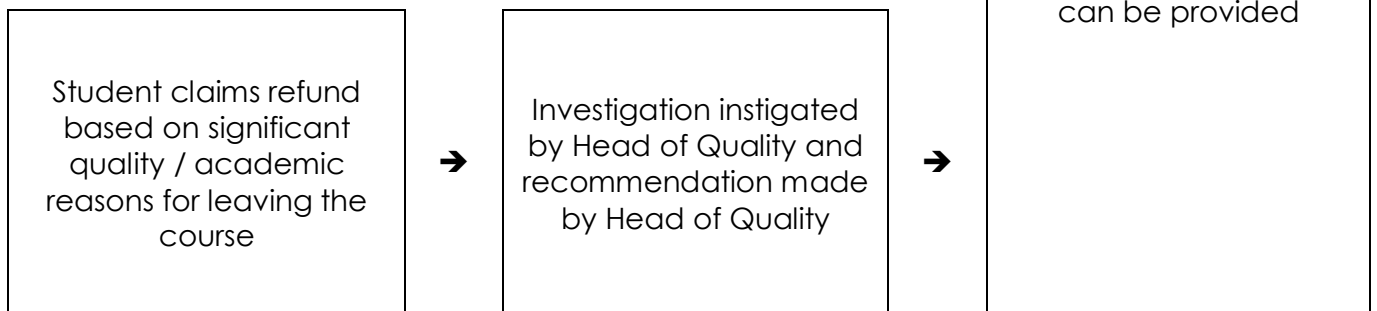 can be provided
Student claims refund
based on significant
quality / academic
reasons for leaving the
course
➔
Investigation instigated
by Head of Quality and
recommendation made
by Head of Quality
➔